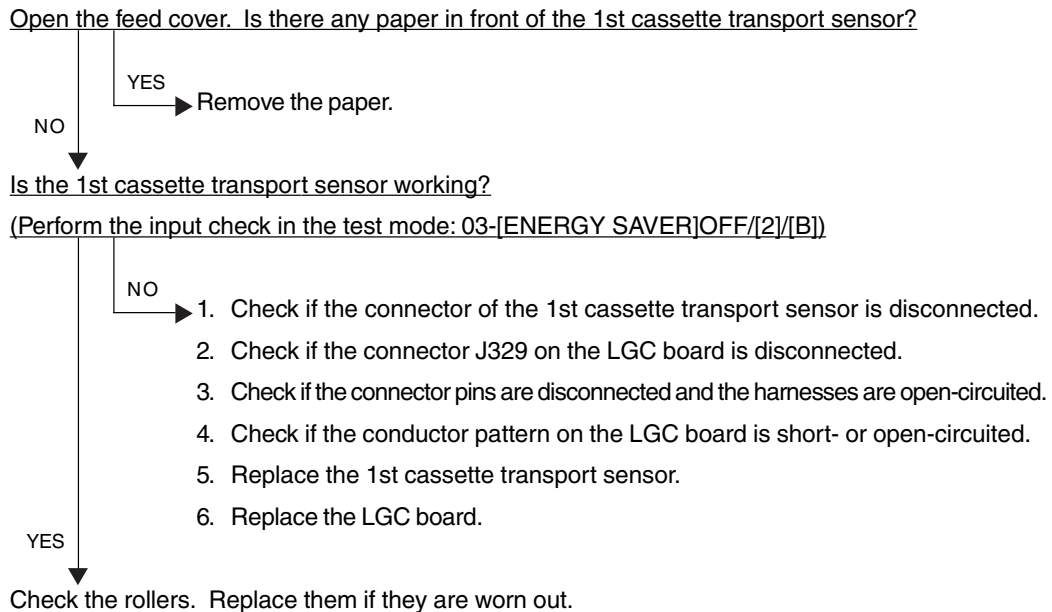 Open the feed cover.  Is there any paper in front of the 1st cassette transport sensor?
YES
Remove the paper.
NO
Is the 1st cassette transport sensor working?
(Perform the input check in the test mode: 03-[ENERGY SAVER]OFF/[2]/[B])
NO
1. Check if the connector of the 1st cassette transport sensor is disconnected.
2. Check if the connector J329 on the LGC board is disconnected.
3. Check if the connector pins are disconnected and the harnesses are open-circuited.
4. Check if the conductor pattern on the LGC board is short- or open-circuited.
5. Replace the 1st cassette transport sensor.
6. Replace the LGC board.
YES
Check the rollers.  Replace them if they are worn out.